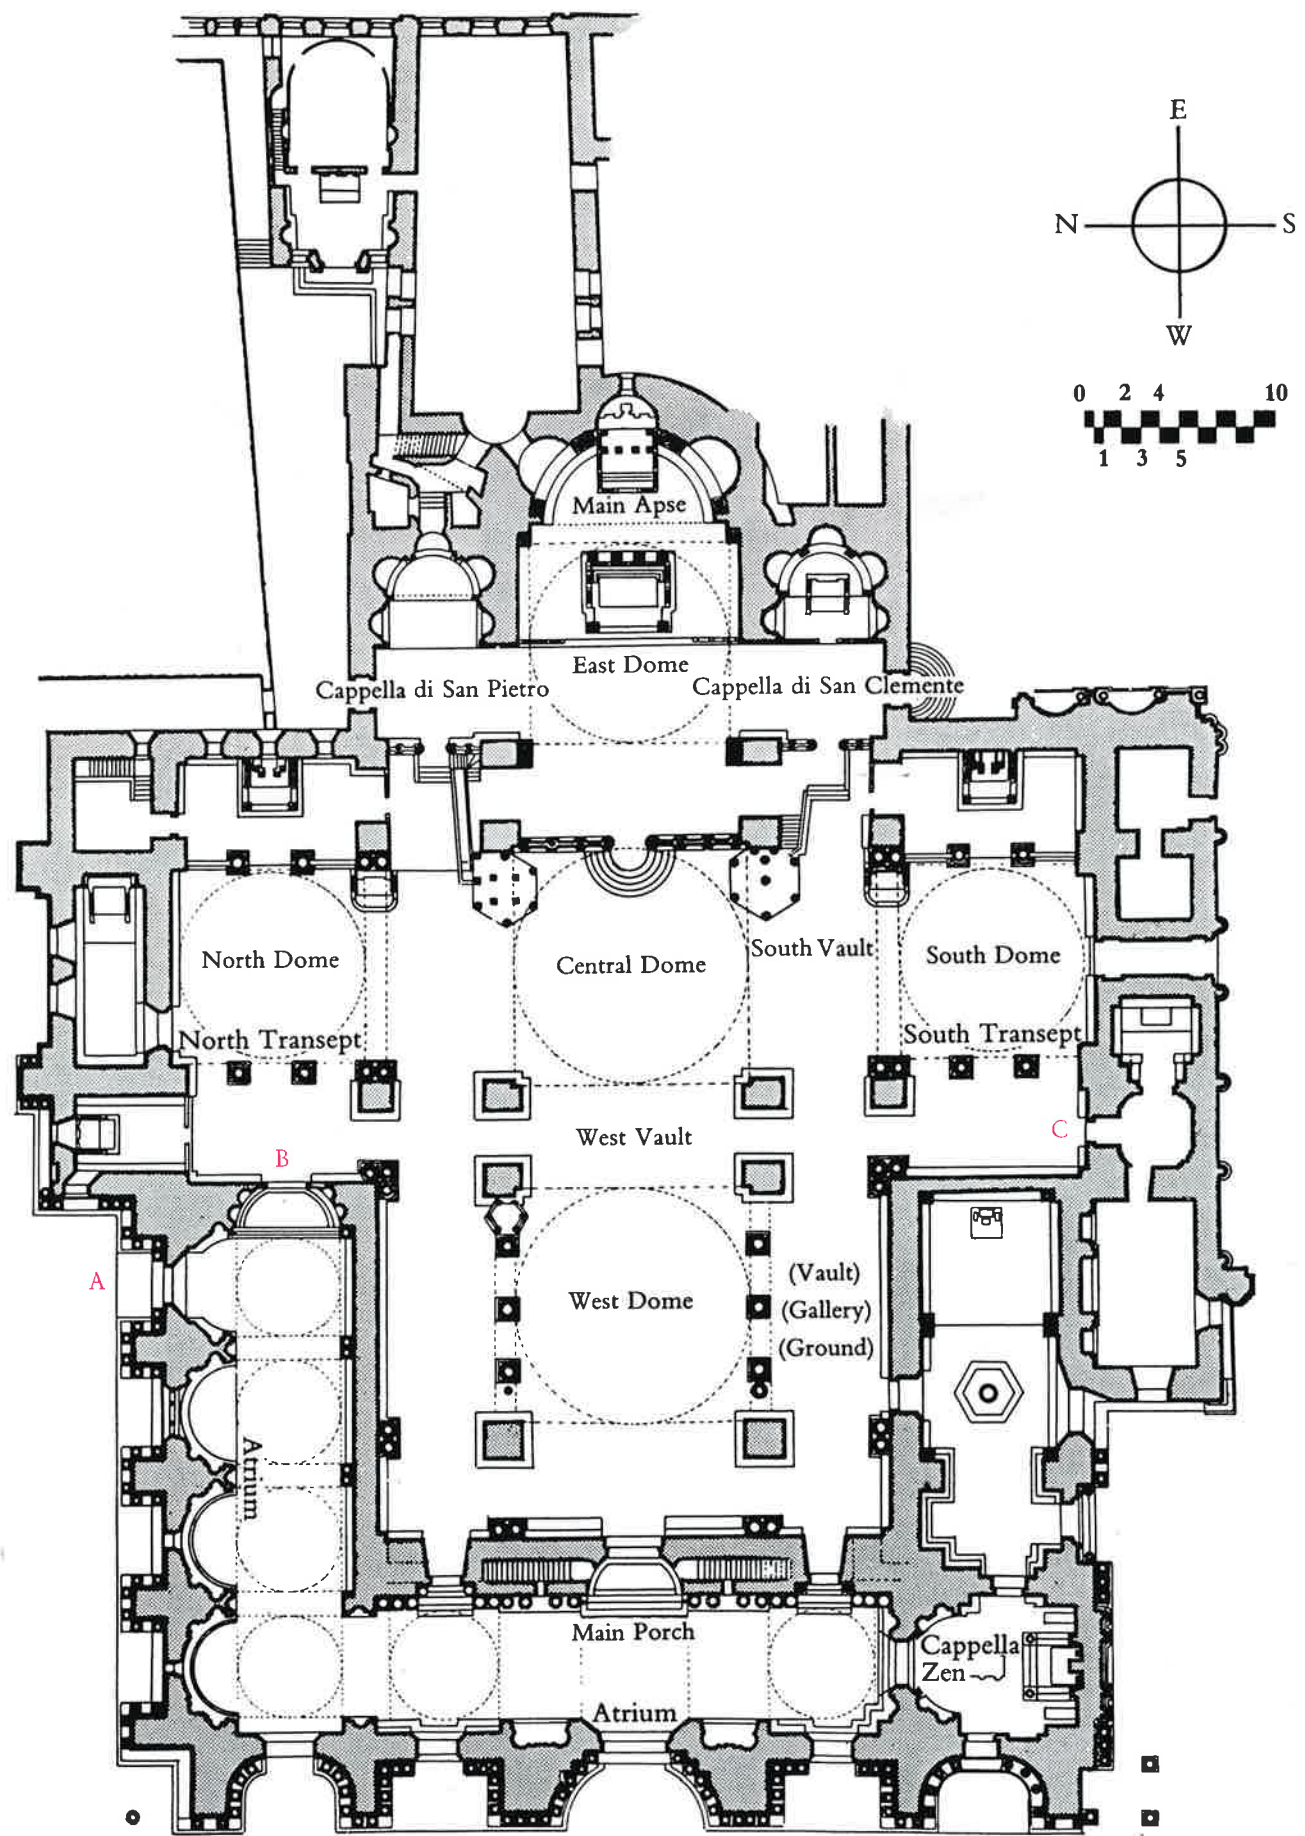 E
N
S
W
0 2 4 10
1 3 5
Main Apse
East Dome
Cappella di San Pietro
Cappella di San Clemente
North Dome
Central Dome
South Vault
South Dome
North Transept
South Transept
West Vault
C
B
A
West Dome
(Vault)
(Gallery)
(Ground)
Atrium
Main Porch
Cappella
Zen
Atrium